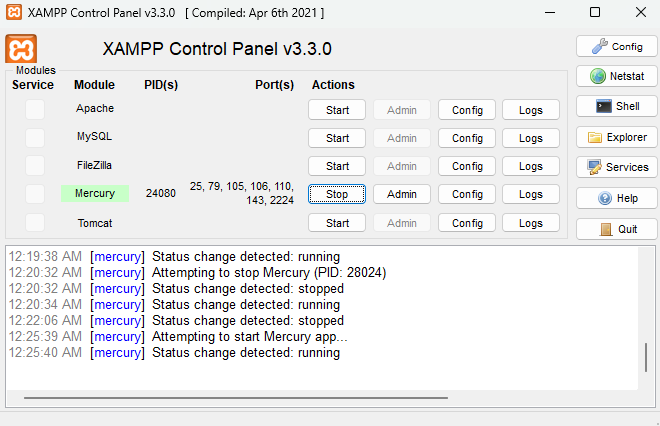 XAMPP Control Panel v3.3.0 [ Compiled: Apr 6th 2021 ]
XAMPP Control Panel v3.3.0
Config
Modules
Service Module PID(s) Port(s) Actions
Netstat
Apache Start Admin Config Logs
Shell
MySQL Start Admin Config Logs
Explorer
FileZilla Start Admin Config Logs
Services
Mercury 24080 25, 79, 105, 106, 110, Stop Admin Config Logs
143, 2224
Help
Tomcat Start Admin Config Logs
Quit
12:19:38 AM [mercury] Status change detected: running
12:20:32 AM [mercury] Attempting to stop Mercury (PID: 28024)
12:20:32 AM [mercury] Status change detected: stopped
12:20:34 AM [mercury] Status change detected: running
12:22:06 AM [mercury] Status change detected: stopped
12:25:39 AM [mercury] Attempting to start Mercury app...
12:25:40 AM [mercury] Status change detected: running